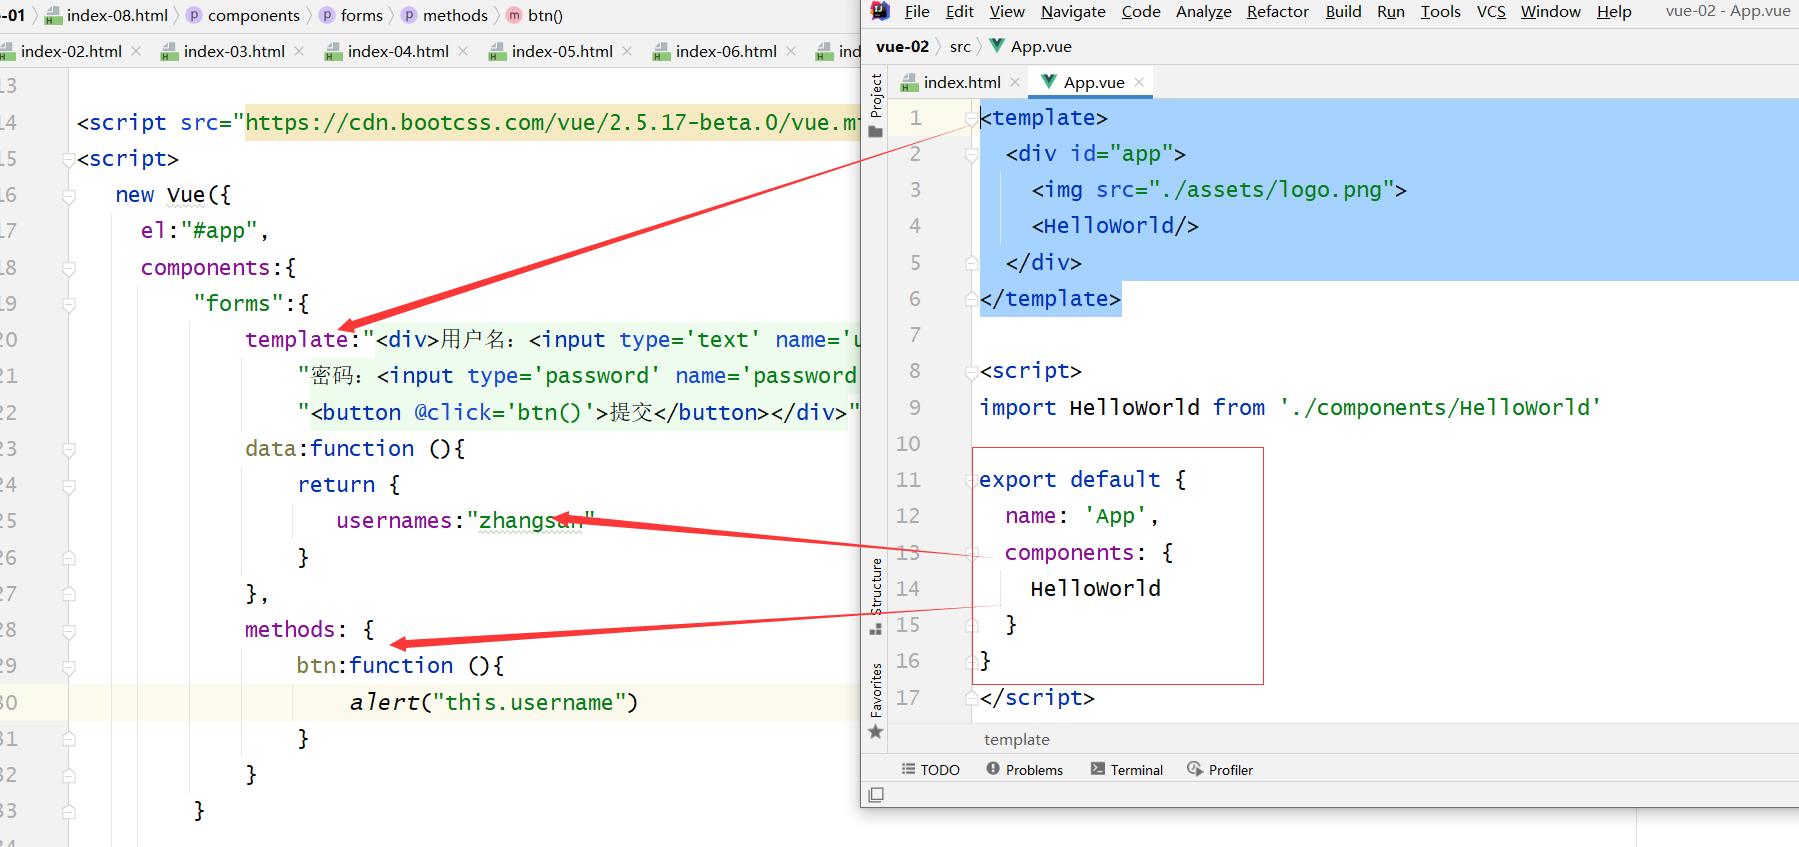 -01 index-08.html components forms methods btn()
index-02.html index-03.html index-04.html index-05.html index-06.html ind
13
14 <script src="https://cdn.bootcss.com/vue/2.5.17-beta.0/vue.m
15 <script>
16 new Vue({
17 el:"#app",
18 components:{
19 "forms":{
20 template:"<div>用户名：<input type='text' name='u
21 "密码：<input type='password' name='password
22 "<button @click='btn()'>提交</button></div>"
23 data:function (){
24 return {
25 usernames:"zhangsan"
26 }
27 },
28 methods: {
29 btn:function (){
30 alert("this.username")
31 }
32 }
33 }
34
File Edit View Navigate Code Analyze Refactor Build Run Tools VCS Window Help vue-02 - App.vue
vue-02 src App.vue
index.html App.vue
Project
Structure
Favorites
1 <template>
2 <div id="app">
3 <img src="./assets/logo.png">
4 <HelloWorld/>
5 </div>
6 </template>
7
8 <script>
9 import HelloWorld from './components/HelloWorld'
10
11 export default {
12 name: 'App',
13 components: {
14 HelloWorld
15 }
16 }
17 </script>
template
TODO Problems Terminal Profiler